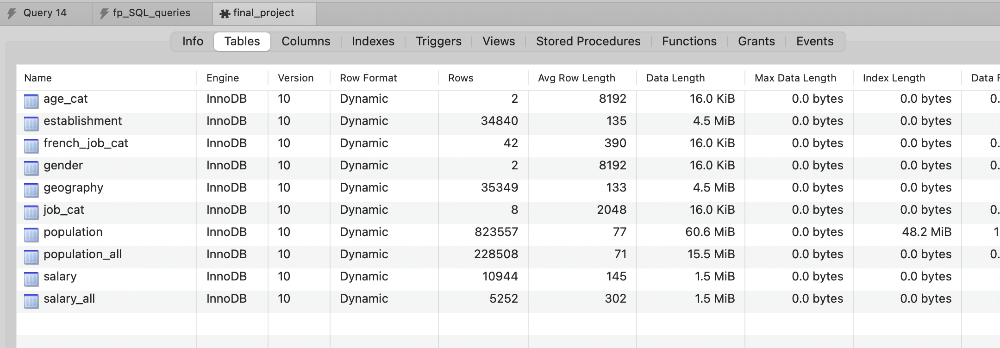 Query 14 fp_SQL_queries final_project
Info Tables Columns Indexes Triggers Views Stored Procedures Functions Grants Events
Name Engine Version Row Format Rows Avg Row Length Data Length Max Data Length Index Length Data
age_cat InnoDB 10 Dynamic 2 8192 16.0 KiB 0.0 bytes 0.0 bytes 0.
establishment InnoDB 10 Dynamic 34840 135 4.5 MiB 0.0 bytes 0.0 bytes
french_job_cat InnoDB 10 Dynamic 42 390 16.0 KiB 0.0 bytes 0.0 bytes 0.
gender InnoDB 10 Dynamic 2 8192 16.0 KiB 0.0 bytes 0.0 bytes 0.
geography InnoDB 10 Dynamic 35349 133 4.5 MiB 0.0 bytes 0.0 bytes
job_cat InnoDB 10 Dynamic 8 2048 16.0 KiB 0.0 bytes 0.0 bytes 0.
population InnoDB 10 Dynamic 823557 77 60.6 MiB 0.0 bytes 48.2 MiB 1
population_all InnoDB 10 Dynamic 228508 71 15.5 MiB 0.0 bytes 0.0 bytes 0.
salary InnoDB 10 Dynamic 10944 145 1.5 MiB 0.0 bytes 0.0 bytes
salary_all InnoDB 10 Dynamic 5252 302 1.5 MiB 0.0 bytes 0.0 bytes